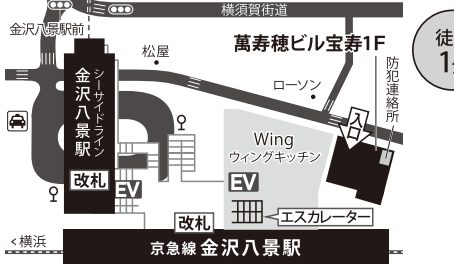 横須賀街道
金沢八景駅前
松屋
萬寿穂ビル宝寿1F
徒
1
ローソン
防犯連絡所
入口
シーサイドライン
金沢八景駅
改札
EV
Wing
ウィングキッチン
EV
エスカレーター
改札
<横浜
京急線 金沢八景駅